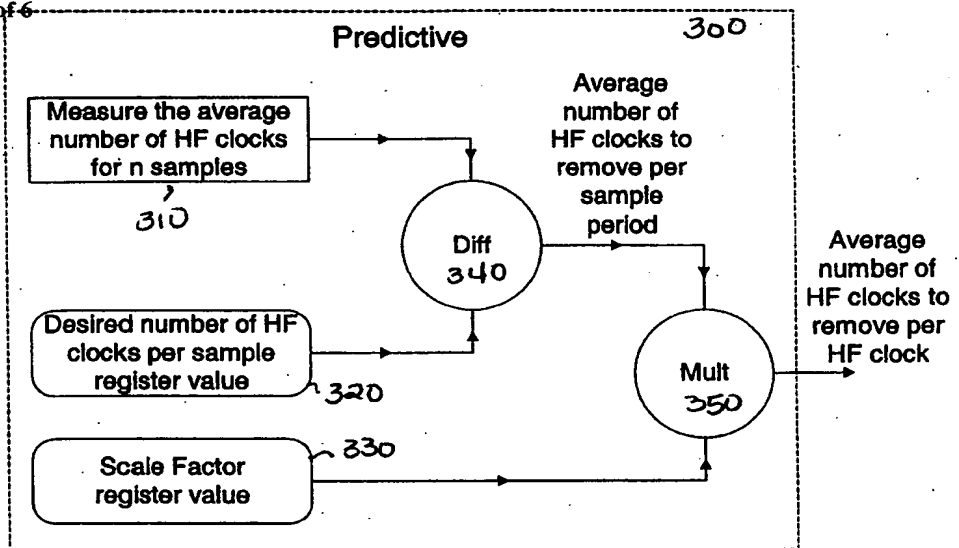 of 6
Predictive
300
Measure the average
number of HF clocks
for n samples
310
Average
number of
HF clocks to
remove per
sample
period
Diff
340
Desired number of HF
clocks per sample
register value
320
Average
number of
HF clocks to
remove per
HF clock
Mult
350
Scale Factor
register value
330